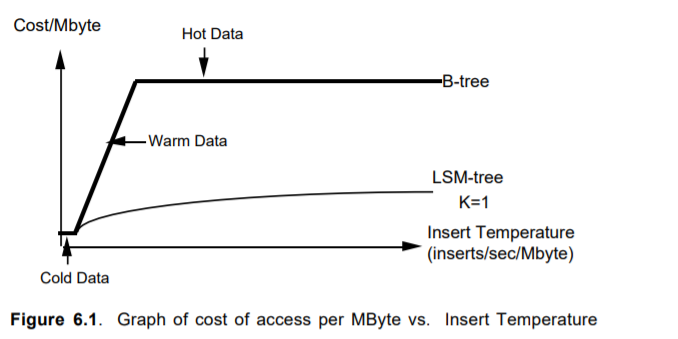 Cost/Mbyte
Hot Data
B-tree
Warm Data
LSM-tree
K=1
Insert Temperature
(inserts/sec/Mbyte)
Cold Data
Figure 6.1. Graph of cost of access per MByte vs. Insert Temperature